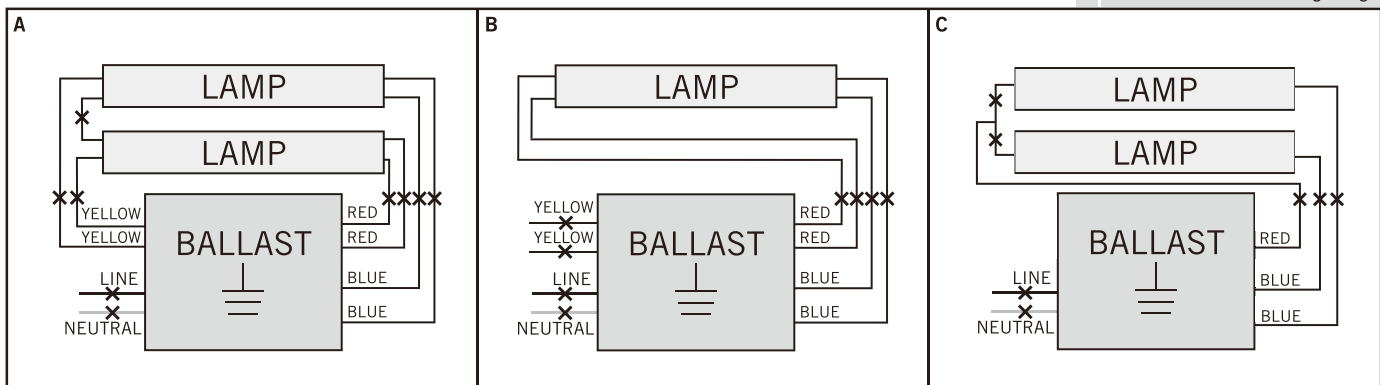 A
LAMP
LAMP
YELLOW
YELLOW
BALLAST
RED
RED
BLUE
BLUE
LINE
NEUTRAL
B
LAMP
YELLOW
YELLOW
BALLAST
RED
RED
BLUE
BLUE
LINE
NEUTRAL
C
LAMP
LAMP
BALLAST
RED
BLUE
BLUE
LINE
NEUTRAL